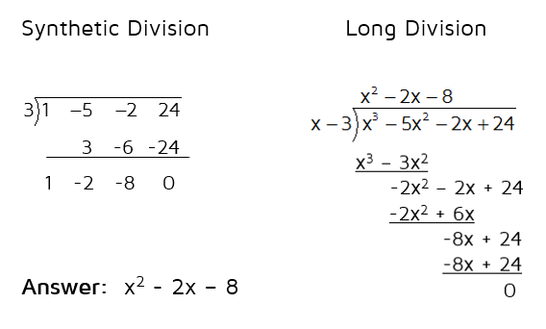 Synthetic Division
3)1 –5 –2 24
3 -6 -24
1 -2 -8 0
Answer: x² - 2x – 8
Long Division
x² – 2x – 8
x – 3)x³ – 5x² – 2x + 24
x³ – 3x²
-2x² – 2x + 24
-2x² + 6x
-8x + 24
-8x + 24
0